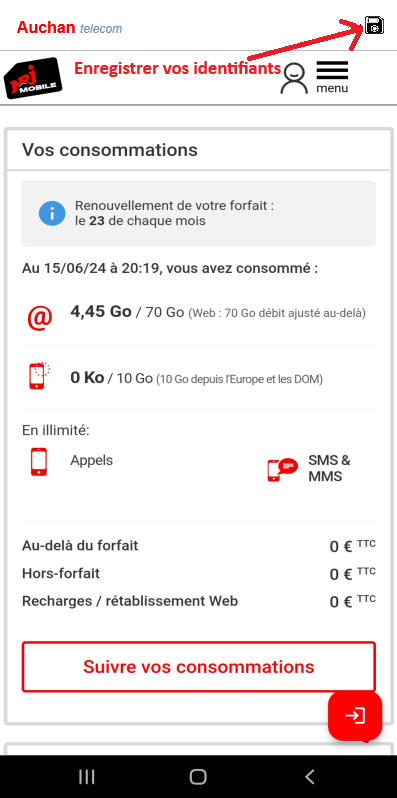 Auchan telecom
Enregistrer vos identifiants
nrj
MOBILE
menu
Vos consommations
Renouvellement de votre forfait :
le 23 de chaque mois
Au 15/06/24 à 20:19, vous avez consommé :
@ 4,45 Go / 70 Go (Web : 70 Go débit ajusté au-delà)
0 Ko / 10 Go (10 Go depuis l'Europe et les DOM)
En illimité:
Appels
SMS &
MMS
Au-delà du forfait 0 € TTC
Hors-forfait 0 € TTC
Recharges / rétablissement Web 0 € TTC
Suivre vos consommations